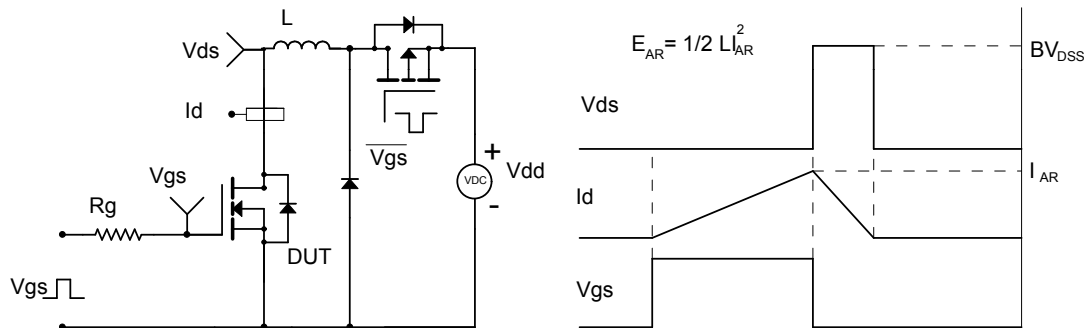 L
E_AR = 1/2 LI_AR^2
Vds
BV_DSS
Id
Vds
Vgs
+
Vgs
VDC
Vdd
-
I_AR
Rg
Id
DUT
Vgs
Vgs